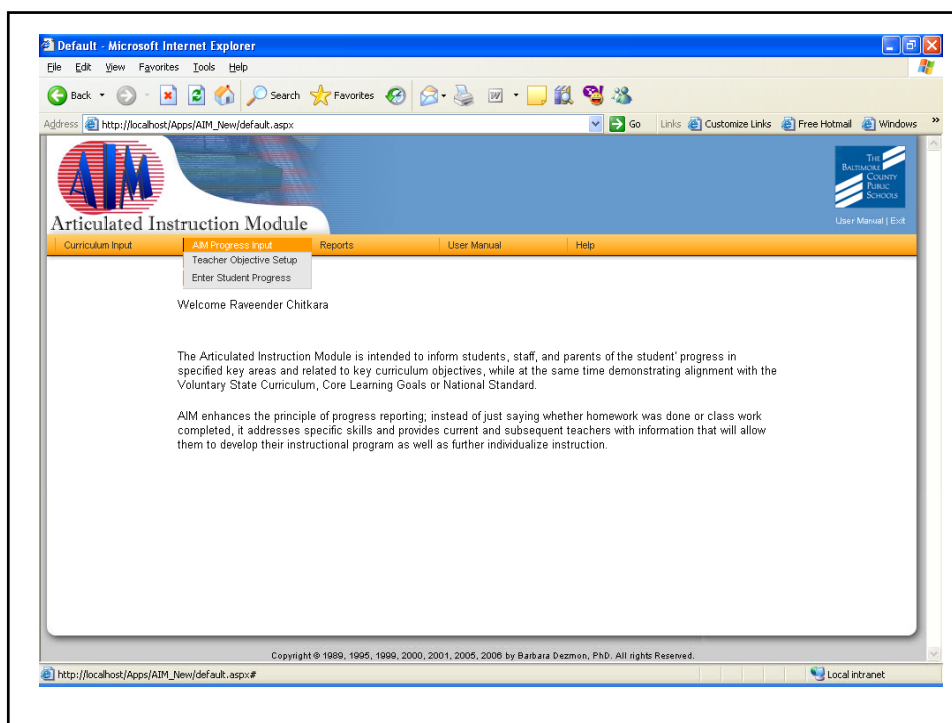 Default - Microsoft Internet Explorer
File Edit View Favorites Tools Help
Back Search Favorites
Address http://localhost/Apps/AIM_New/default.aspx Go Links Customize Links Free Hotmail Windows »
AIM
Articulated Instruction Module
THE
BALTIMORE
COUNTY
PUBLIC
SCHOOLS
User Manual | Exit
Curriculum Input AIM Progress Input Reports User Manual Help
Teacher Objective Setup
Enter Student Progress
Welcome Raveender Chitkara
The Articulated Instruction Module is intended to inform students, staff, and parents of the student' progress in
specified key areas and related to key curriculum objectives, while at the same time demonstrating alignment with the
Voluntary State Curriculum, Core Learning Goals or National Standard.
AIM enhances the principle of progress reporting; instead of just saying whether homework was done or class work
completed, it addresses specific skills and provides current and subsequent teachers with information that will allow
them to develop their instructional program as well as further individualize instruction.
Copyright © 1989, 1995, 1999, 2000, 2001, 2005, 2006 by Barbara Dezmon, PhD. All rights Reserved.
http://localhost/Apps/AIM_New/default.aspx# Local intranet